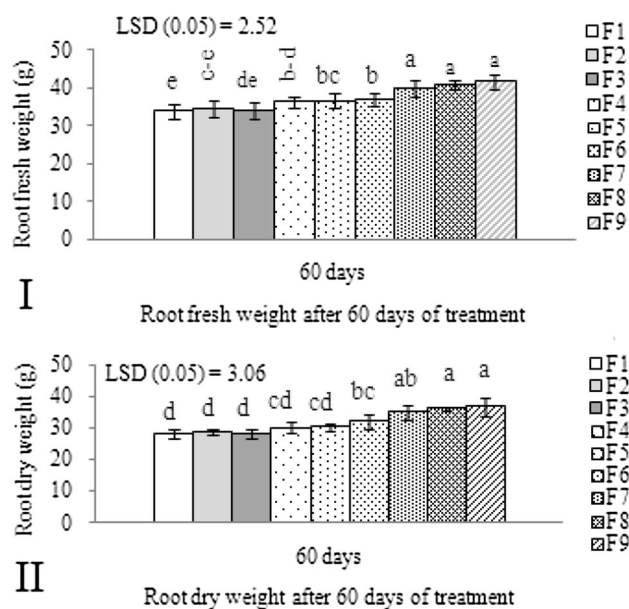 LSD (0.05) = 2.52
Root fresh weight (g)
50
40
30
20
10
0
e c-e de b-d bc b a a a
60 days
F1
F2
F3
F4
F5
F6
F7
F8
F9
I
Root fresh weight after 60 days of treatment
LSD (0.05) = 3.06
Root dry weight (g)
50
40
30
20
10
0
d d d cd cd bc ab a a
60 days
F1
F2
F3
F4
F5
F6
F7
F8
F9
II
Root dry weight after 60 days of treatment